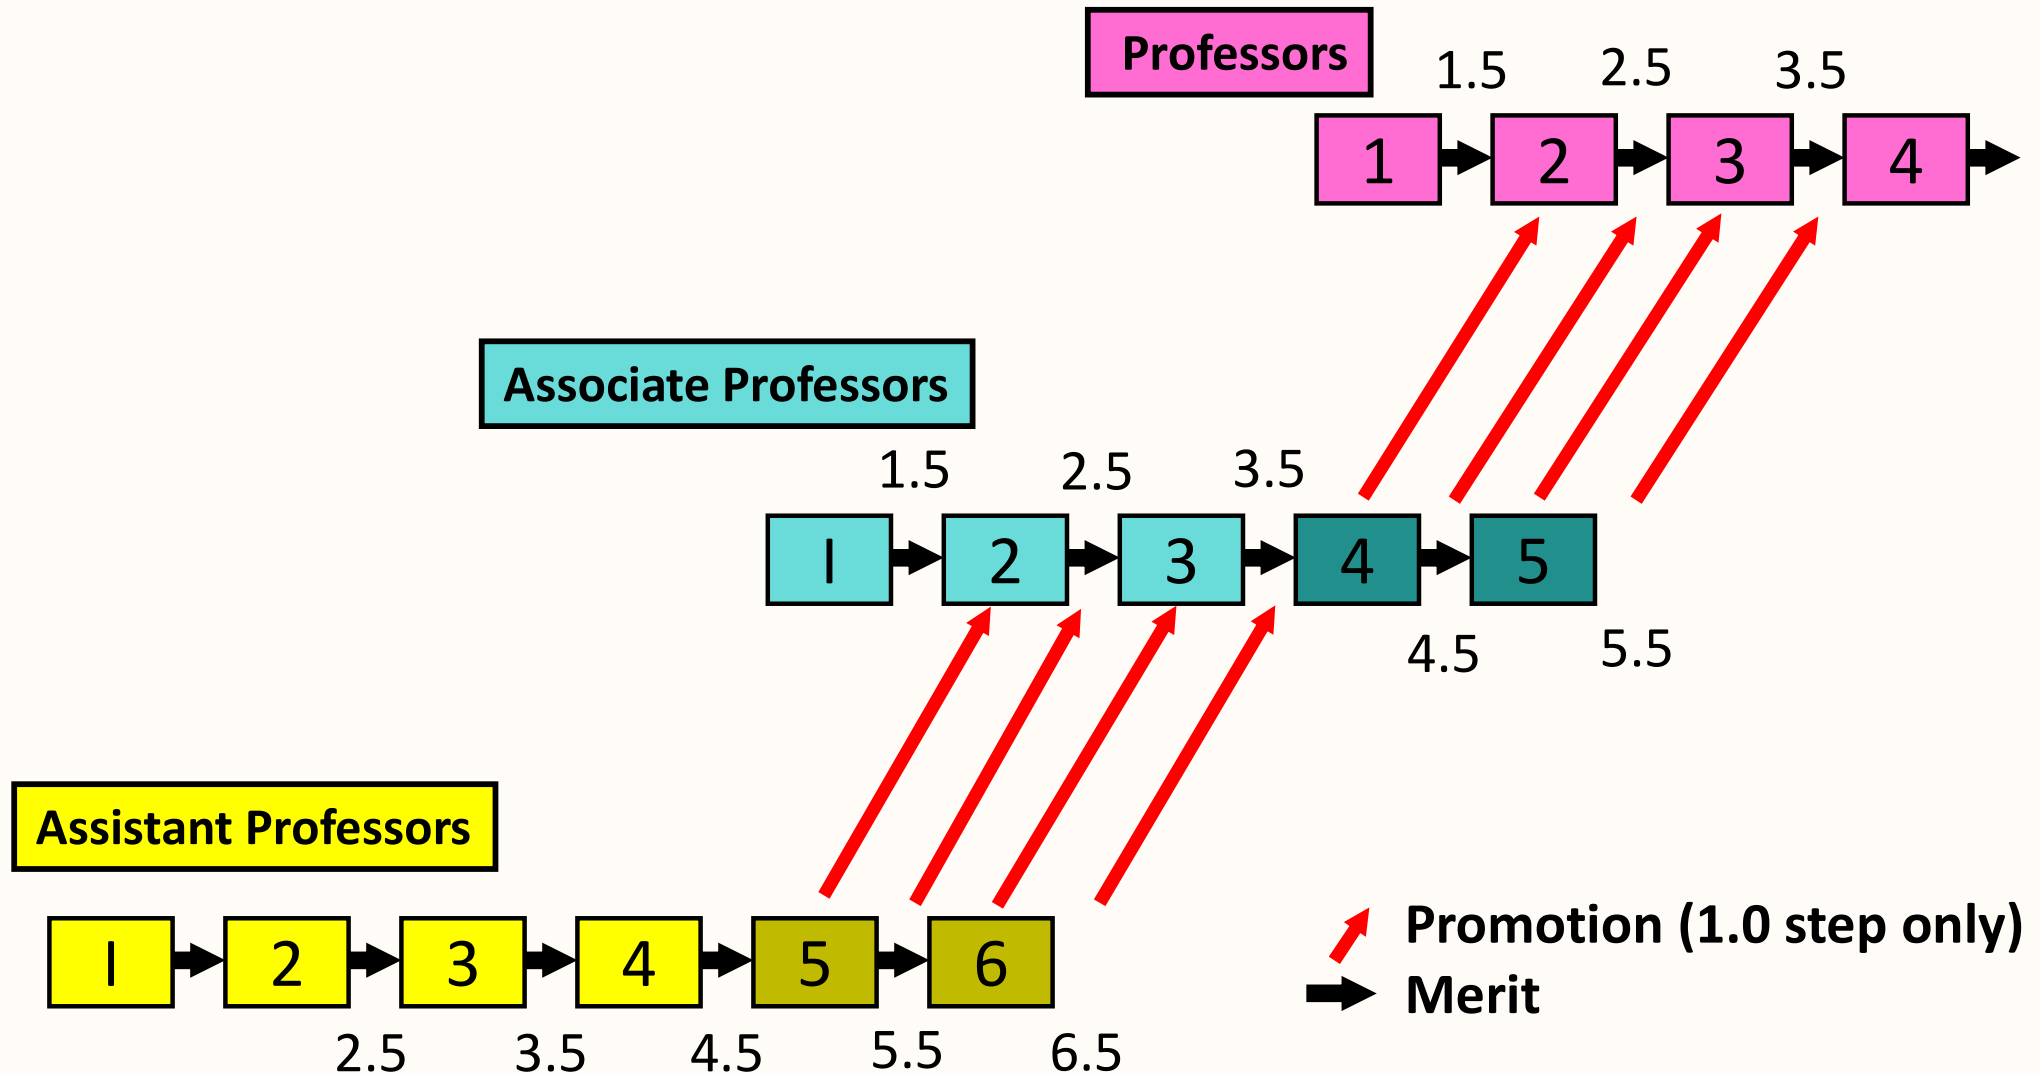 Professors
1.5 2.5 3.5
1 2 3 4
Associate Professors
1.5 2.5 3.5
I 2 3 4 5
4.5 5.5
Assistant Professors
I 2 3 4 5 6
2.5 3.5 4.5 5.5 6.5
Promotion (1.0 step only)
Merit